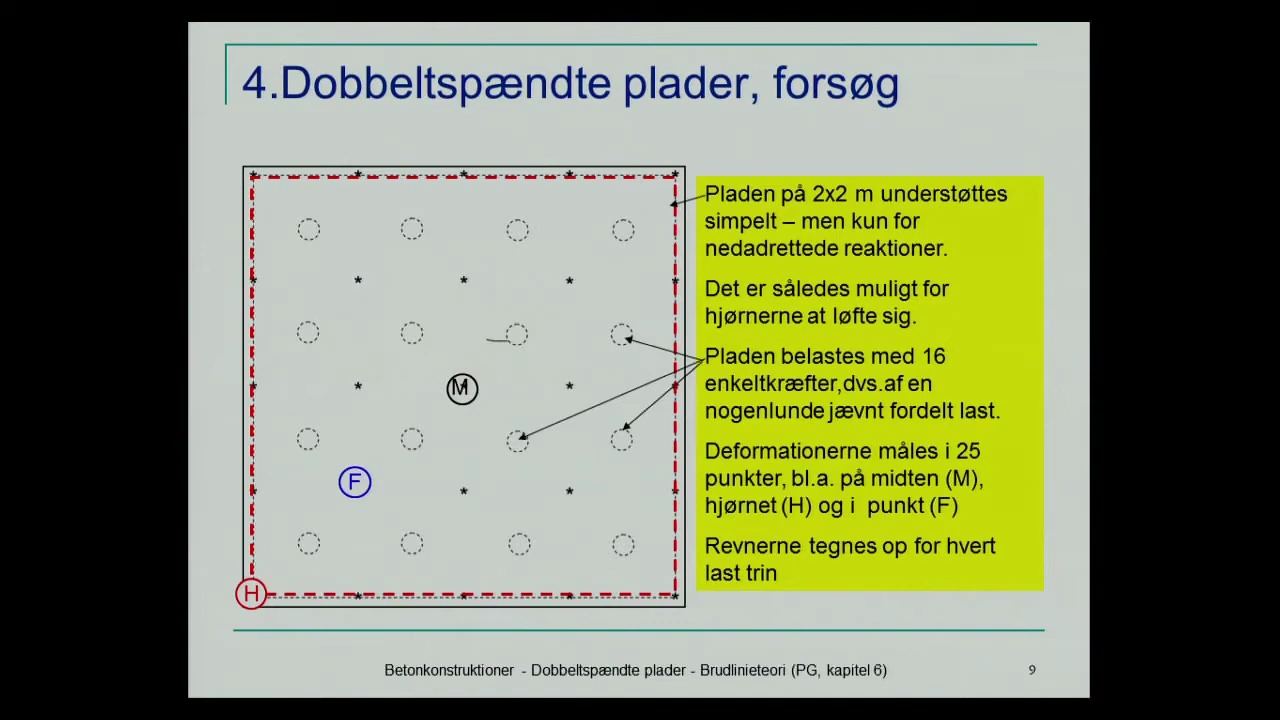 4.Dobbeltspændte plader, forsøg
Pladen på 2x2 m understøttes
simpelt – men kun for
nedadrettede reaktioner.
Det er således muligt for
hjørnerne at løfte sig.
Pladen belastes med 16
enkeltkræfter,dvs.af en
nogenlunde jævnt fordelt last.
Deformationerne måles i 25
punkter, bl.a. på midten (M),
hjørnet (H) og i punkt (F)
Revnerne tegnes op for hvert
last trin
M
F
H
Betonkonstruktioner - Dobbeltspændte plader - Brudlinieteori (PG, kapitel 6)
9